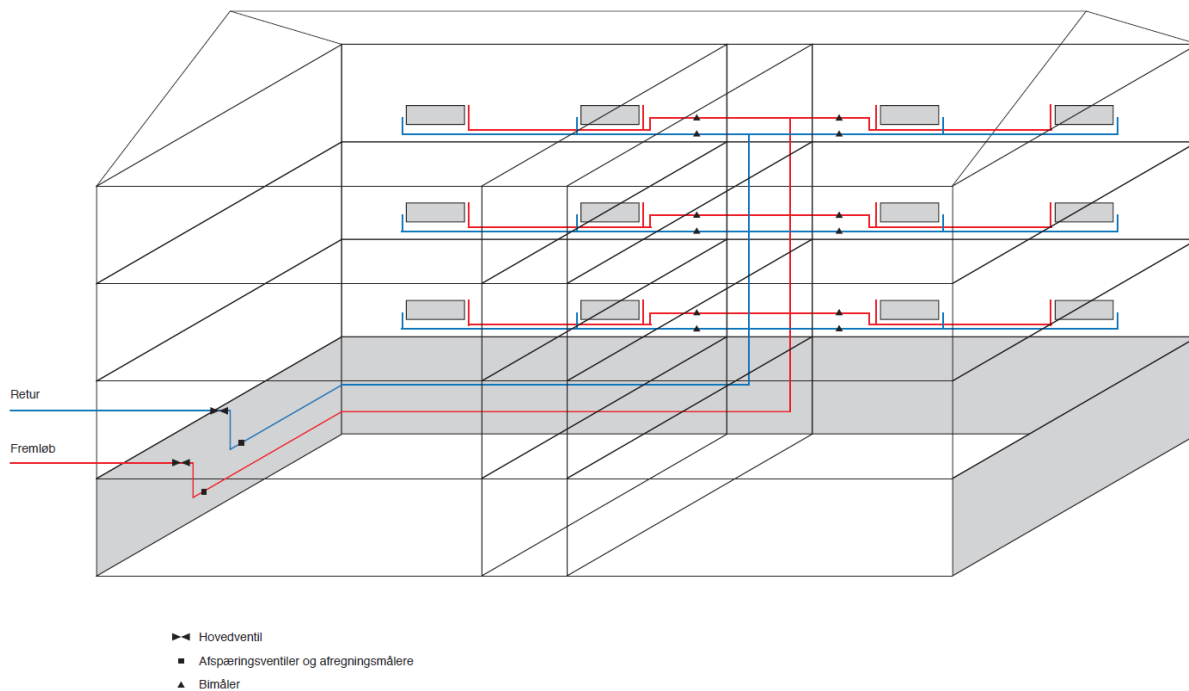 Retur
Fremløb
Hovedventil
Afspæringsventiler og afregningsmålere
Bimåler